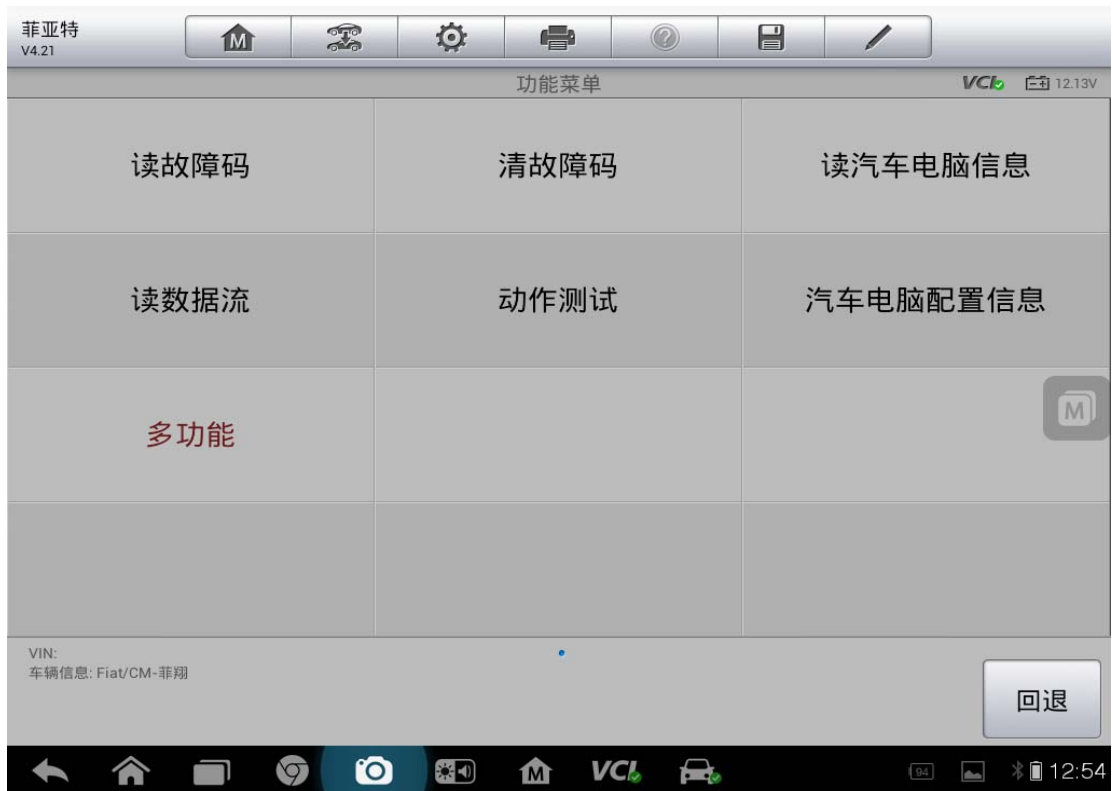 菲亚特
V4.21
M
功能菜单
VCI
12.13V
读故障码
清故障码
读汽车电脑信息
读数据流
动作测试
汽车电脑配置信息
多功能
M
VIN:
车辆信息: Fiat/CM-菲翔
回退
M
VCI
94
12:54